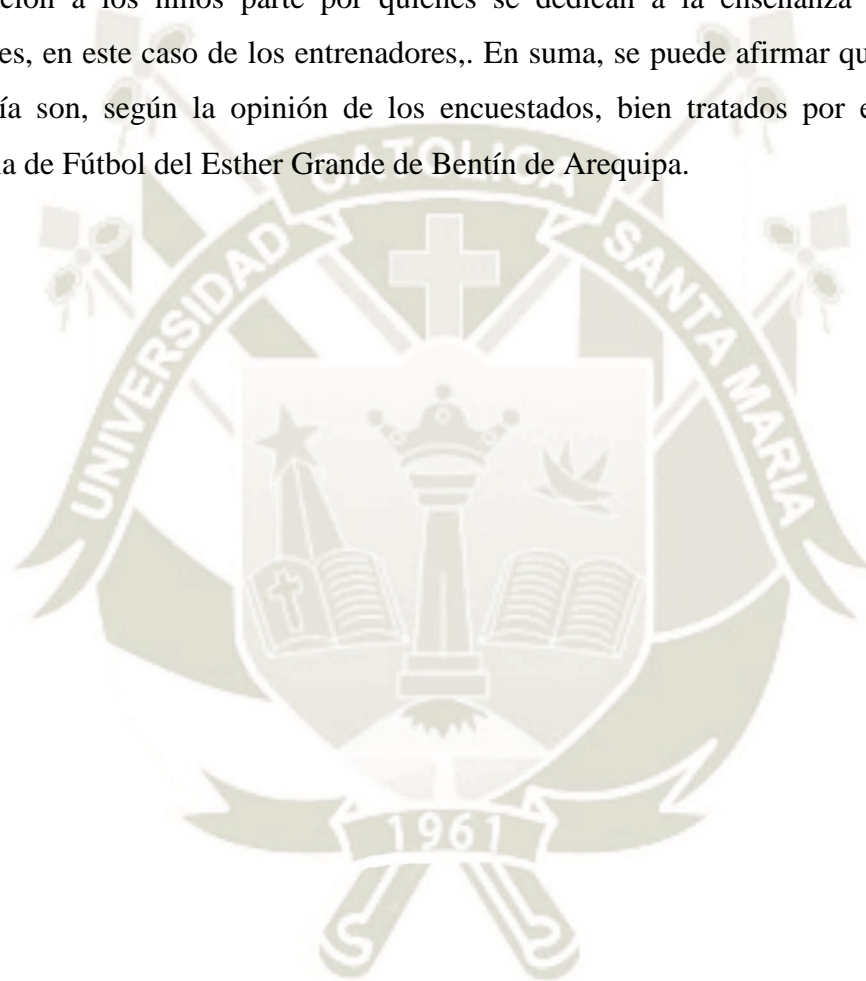 ción a los niños parte por quienes se dedican a la enseñanza
es, en este caso de los entrenadores,. En suma, se puede afirmar qu
ía son, según la opinión de los encuestados, bien tratados por e
a de Fútbol del Esther Grande de Bentín de Arequipa.
UNIVERSIDAD CATOLICA SANTA MARIA
1961